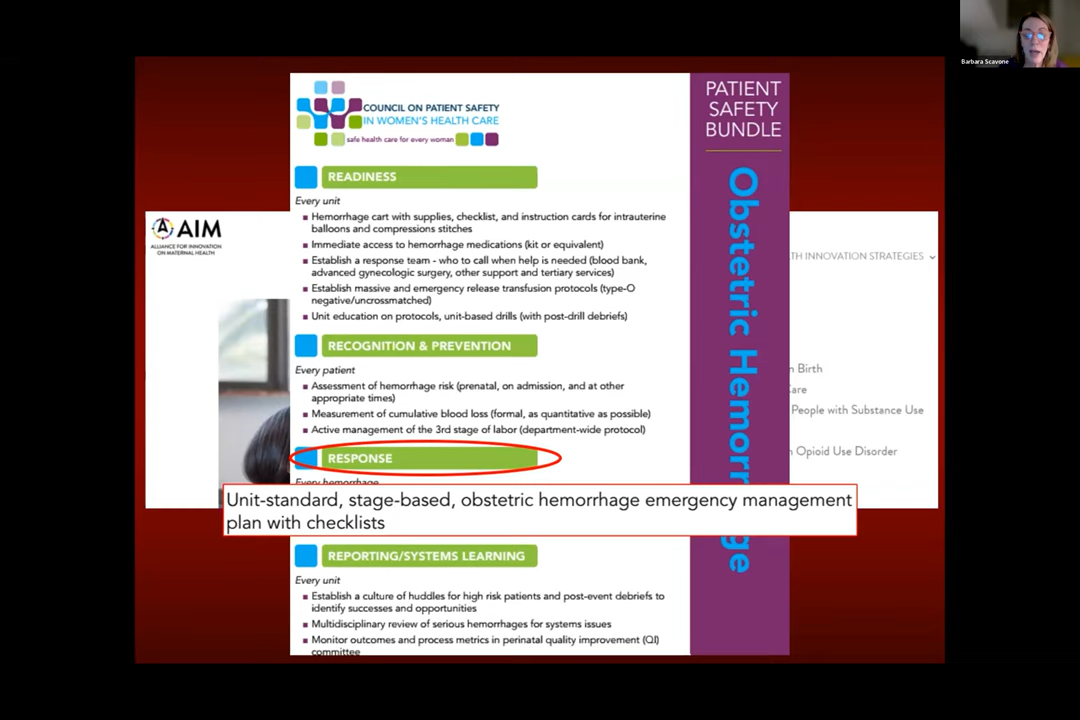 Barbara Scavone
COUNCIL ON PATIENT SAFETY
IN WOMEN'S HEALTH CARE
safe health care for every woman
PATIENT
SAFETY
BUNDLE
Obstetric Hemorr ge
READINESS
Every unit
▪ Hemorrhage cart with supplies, checklist, and instruction cards for intrauterine
balloons and compressions stitches
▪ Immediate access to hemorrhage medications (kit or equivalent)
▪ Establish a response team - who to call when help is needed (blood bank,
advanced gynecologic surgery, other support and tertiary services)
▪ Establish massive and emergency release transfusion protocols (type-O
negative/uncrossmatched)
▪ Unit education on protocols, unit-based drills (with post-drill debriefs)
RECOGNITION & PREVENTION
Every patient
▪ Assessment of hemorrhage risk (prenatal, on admission, and at other
appropriate times)
▪ Measurement of cumulative blood loss (formal, as quantitative as possible)
▪ Active management of the 3rd stage of labor (department-wide protocol)
RESPONSE
Every hemorrhage
Unit-standard, stage-based, obstetric hemorrhage emergency management
plan with checklists
REPORTING/SYSTEMS LEARNING
Every unit
▪ Establish a culture of huddles for high risk patients and post-event debriefs to
identify successes and opportunities
▪ Multidisciplinary review of serious hemorrhages for systems issues
▪ Monitor outcomes and process metrics in perinatal quality improvement (QI)
committee
AIM
ALLIANCE FOR INNOVATION
ON MATERNAL HEALTH
TH INNOVATION STRATEGIES
n Birth
Care
People with Substance Use
n Opioid Use Disorder